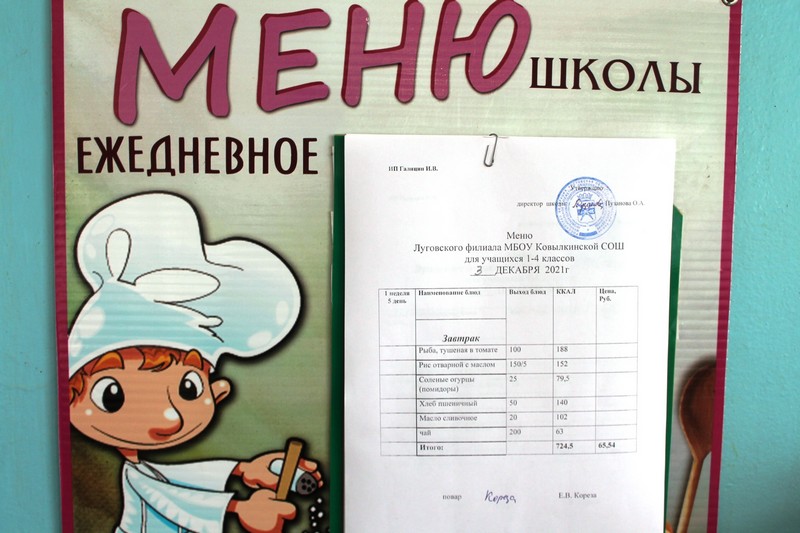 МЕНЮ
ШКОЛЫ
ЕЖЕДНЕВНОЕ
ИП Галицин И.В.
Утверждаю
директор школы Пузакова О А
Меню
Луговского филиала МБОУ Ковылкинской СОШ
для учащихся 1-4 классов
3 ДЕКАБРЯ 2021г
1 неделя 5 день Наименование блюд Выход блюд ККАЛ Цена, Руб.
Завтрак
Рыба, тушеная в томате 100 188
Рис отварной с маслом 150/5 152
Соленые огурцы (помидоры) 25 79,5
Хлеб пшеничный 50 140
Масло сливочное 20 102
чай 200 63
Итого: 724,5 65,54
повар Кореза Е.В. Кореза